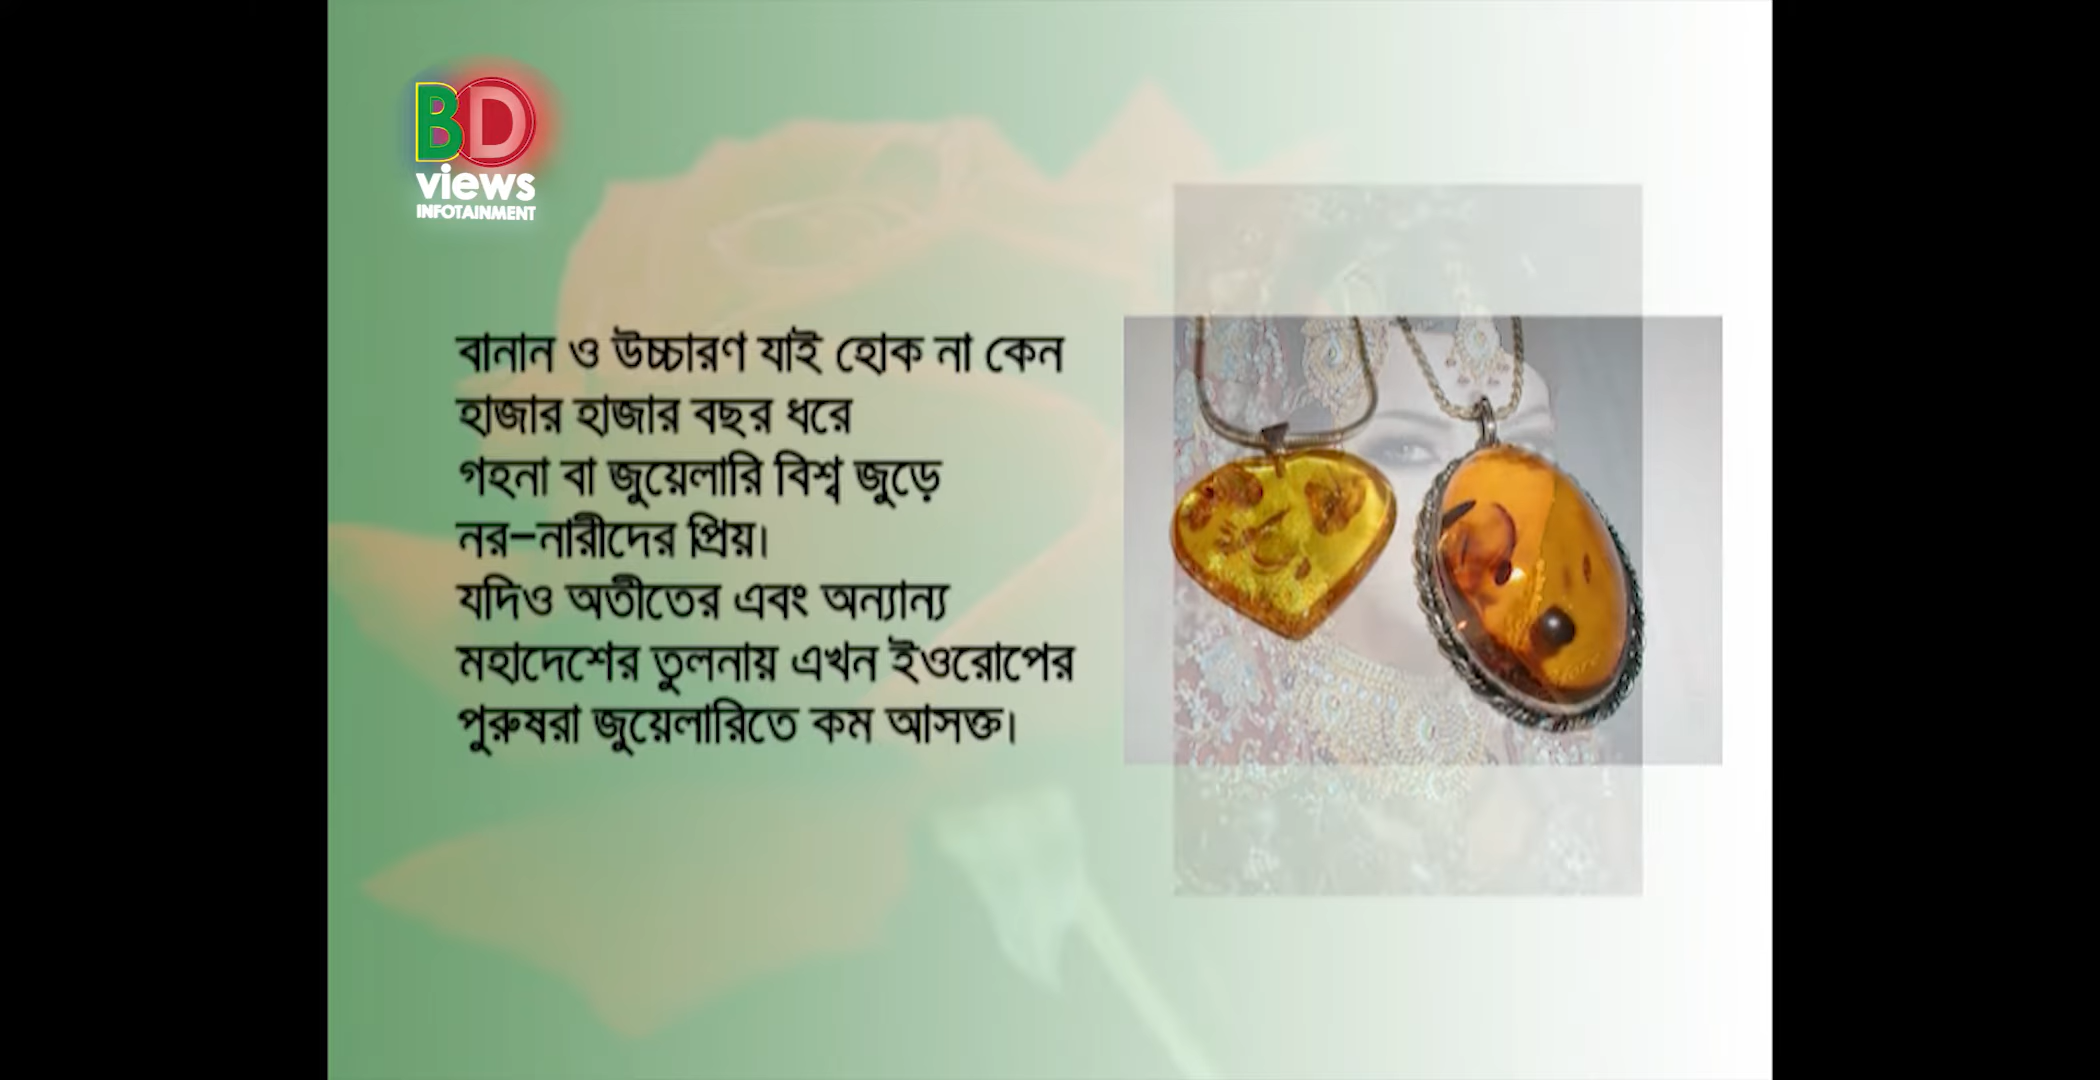 BD
views
INFOTAINMENT
বানান ও উচ্চারণ যাই হোক না কেন
হাজার হাজার বছর ধরে
গহনা বা জুয়েলারি বিশ্ব জুড়ে
নর–নারীদের প্রিয়।
যদিও অতীতের এবং অন্যান্য
মহাদেশের তুলনায় এখন ইওরোপের
পুরুষরা জুয়েলারিতে কম আসক্ত।